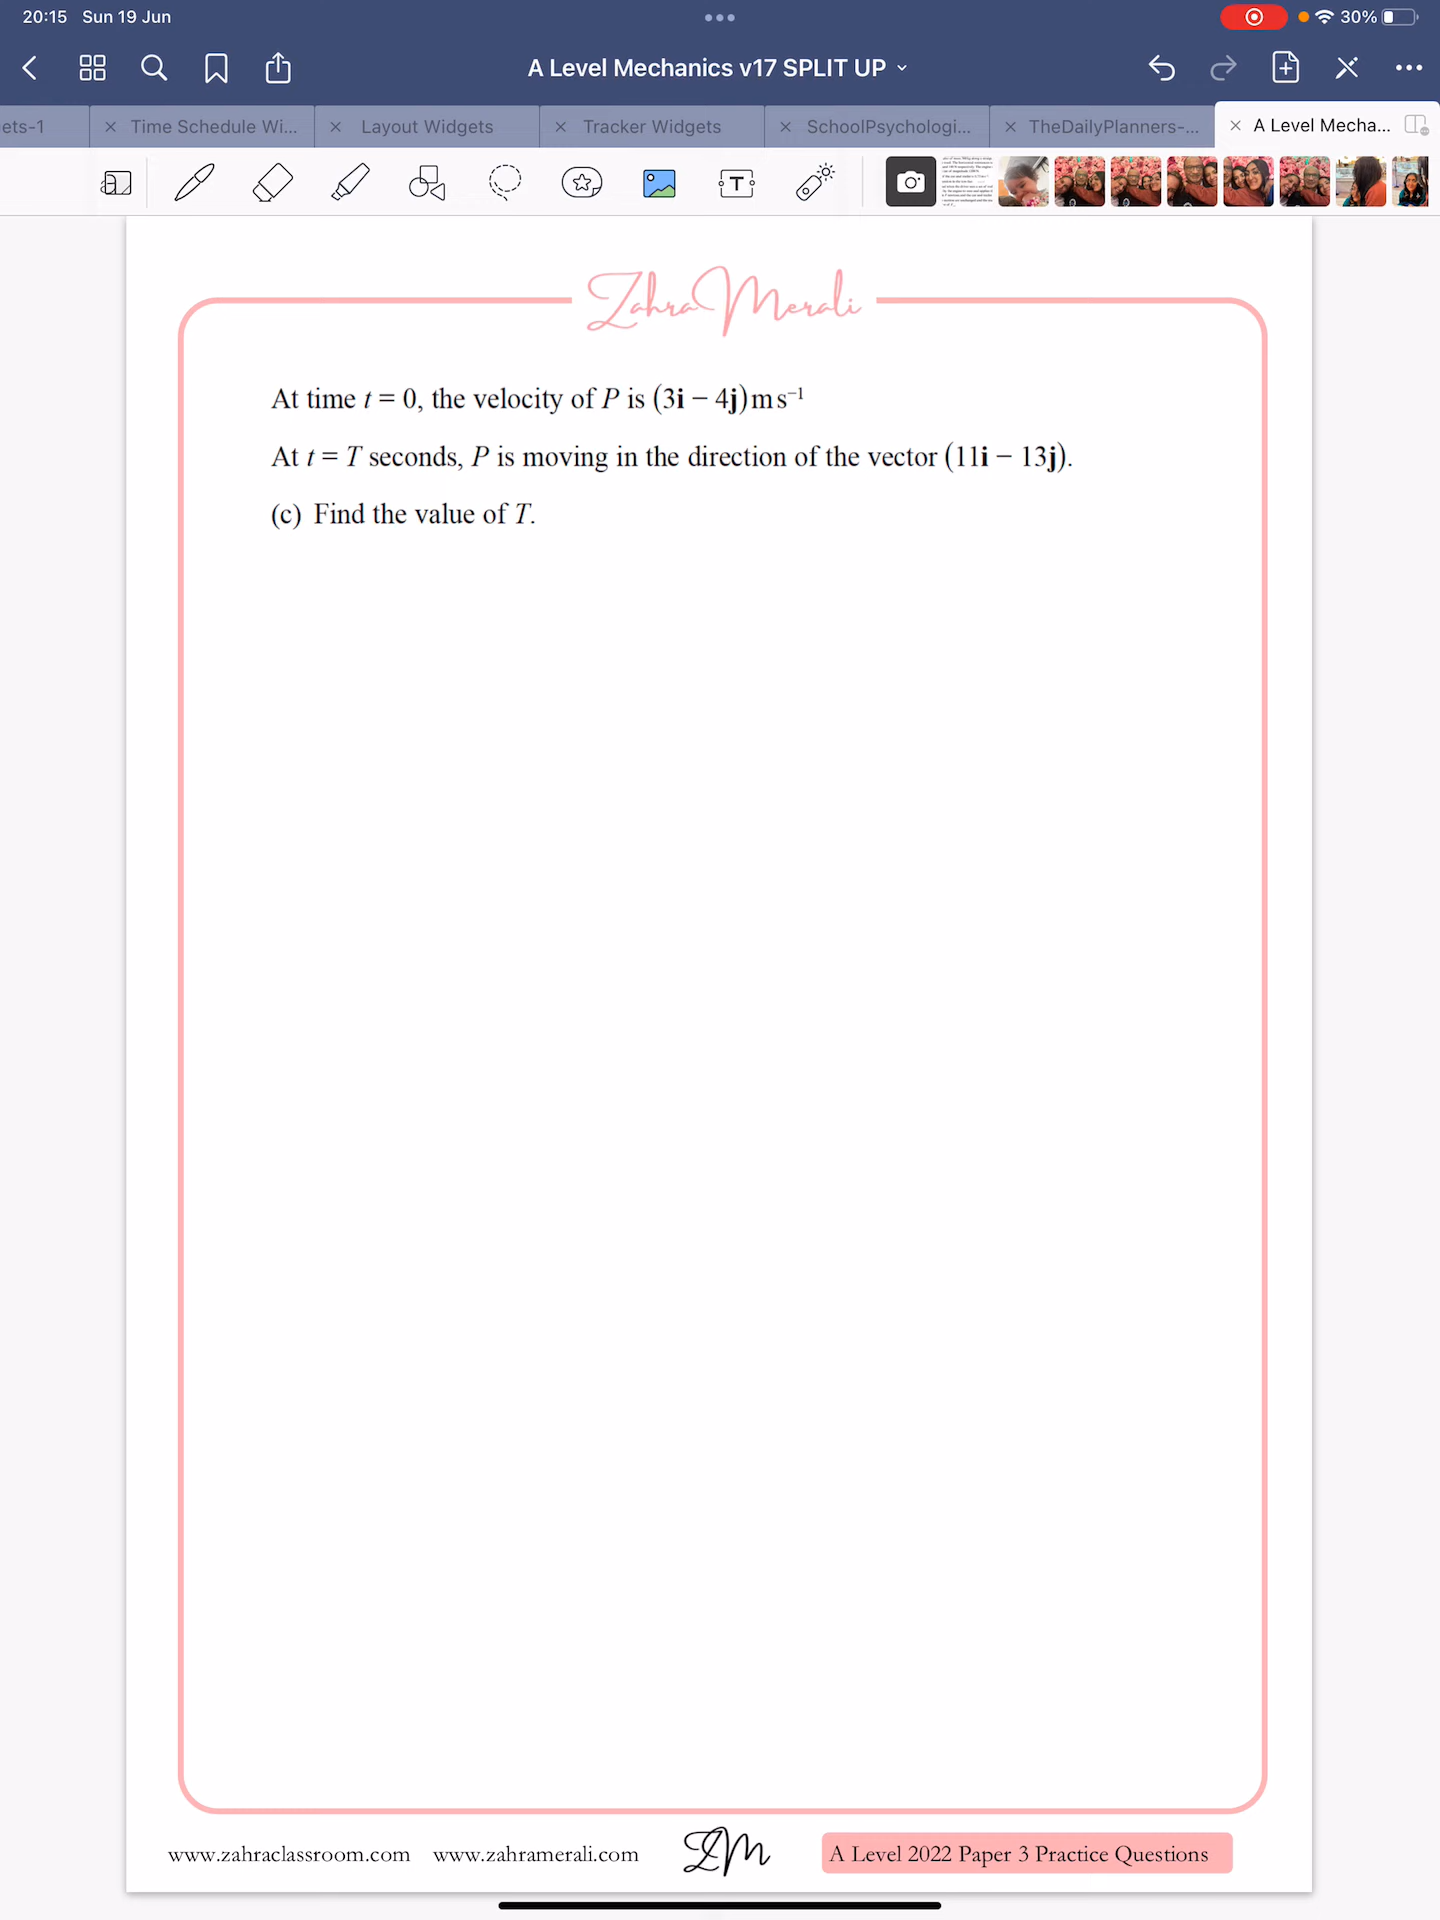 20:15 Sun 19 Jun
30%
A Level Mechanics v17 SPLIT UP
ets-1
Time Schedule Wi...
Layout Widgets
Tracker Widgets
SchoolPsychologi...
TheDailyPlanners-...
A Level Mecha...
T
Zahra Merali
At time t = 0, the velocity of P is (3i − 4j) m s⁻¹
At t = T seconds, P is moving in the direction of the vector (11i − 13j).
(c) Find the value of T.
www.zahraclassroom.com www.zahramerali.com ZM A Level 2022 Paper 3 Practice Questions